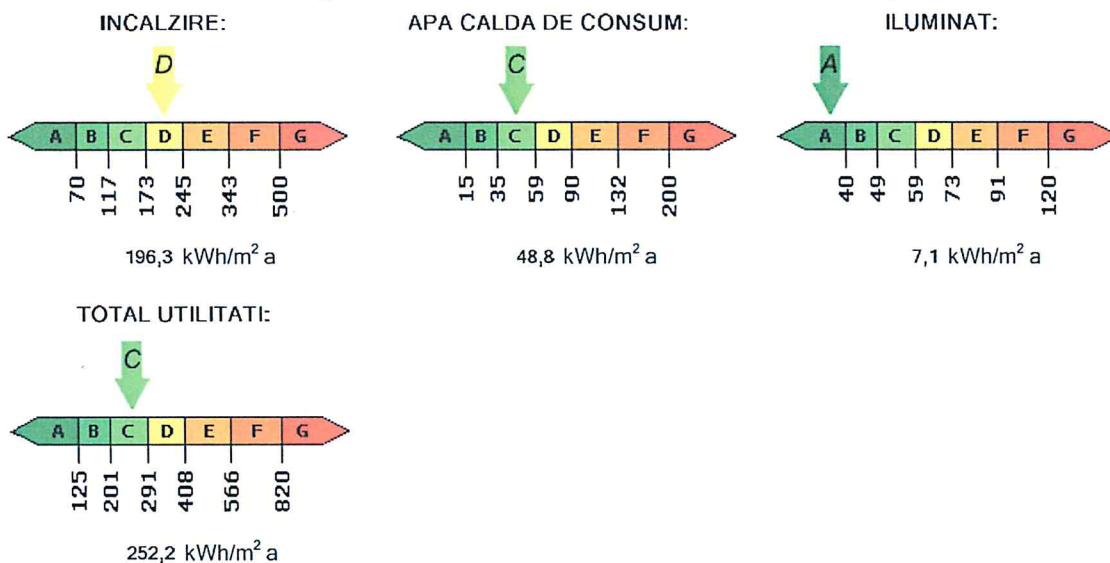 INCALZIRE:
D
A B C D E F G
70 117 173 245 343 500
196,3 kWh/m² a
APA CALDA DE CONSUM:
C
A B C D E F G
15 35 59 90 132 200
48,8 kWh/m² a
ILUMINAT:
A
A B C D E F G
40 49 59 73 91 120
7,1 kWh/m² a
TOTAL UTILITATI:
C
A B C D E F G
125 201 291 408 566 820
252,2 kWh/m² a